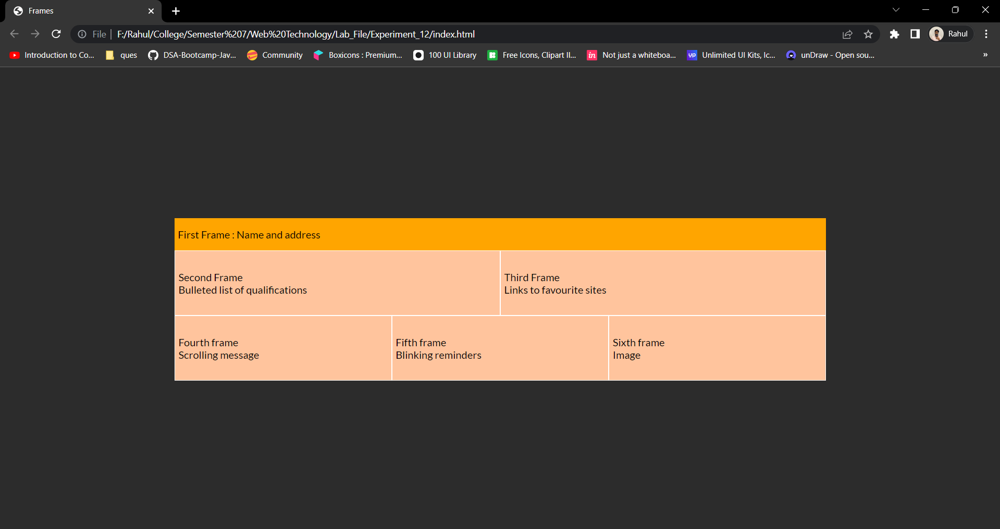 Frames
File
F:/Rahul/College/Semester%207/Web%20Technology/Lab_File/Experiment_12/index.html
Rahul
Introduction to Co...
ques
DSA-Bootcamp-Jav...
Community
Boxicons : Premium...
100 UI Library
Free Icons, Clipart Il...
in
Not just a whiteboa...
UP
Unlimited UI Kits, Ic...
unDraw - Open sou...
»
First Frame : Name and address
Second Frame
Bulleted list of qualifications
Third Frame
Links to favourite sites
Fourth frame
Scrolling message
Fifth frame
Blinking reminders
Sixth frame
Image